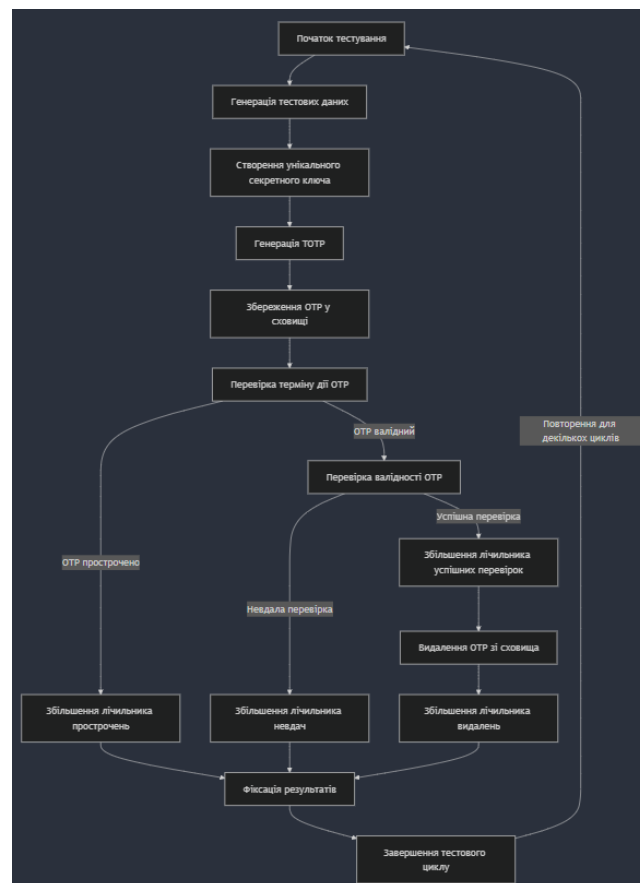 Початок тестування
Генерація тестових даних
Створення унікального
секретного ключа
Генерація TOTP
Збереження OTP у
сховищі
Перевірка терміну дії OTP
OTP валідний
Повторення для
декількох циклів
Перевірка валідності OTP
Успішна перевірка
Збільшення лічильника
успішних перевірок
OTP прострочено
Невдала перевірка
Видалення OTP зі сховища
Збільшення лічильника
прострочень
Збільшення лічильника
невдач
Збільшення лічильника
видалень
Фіксація результатів
Завершення тестового
циклу